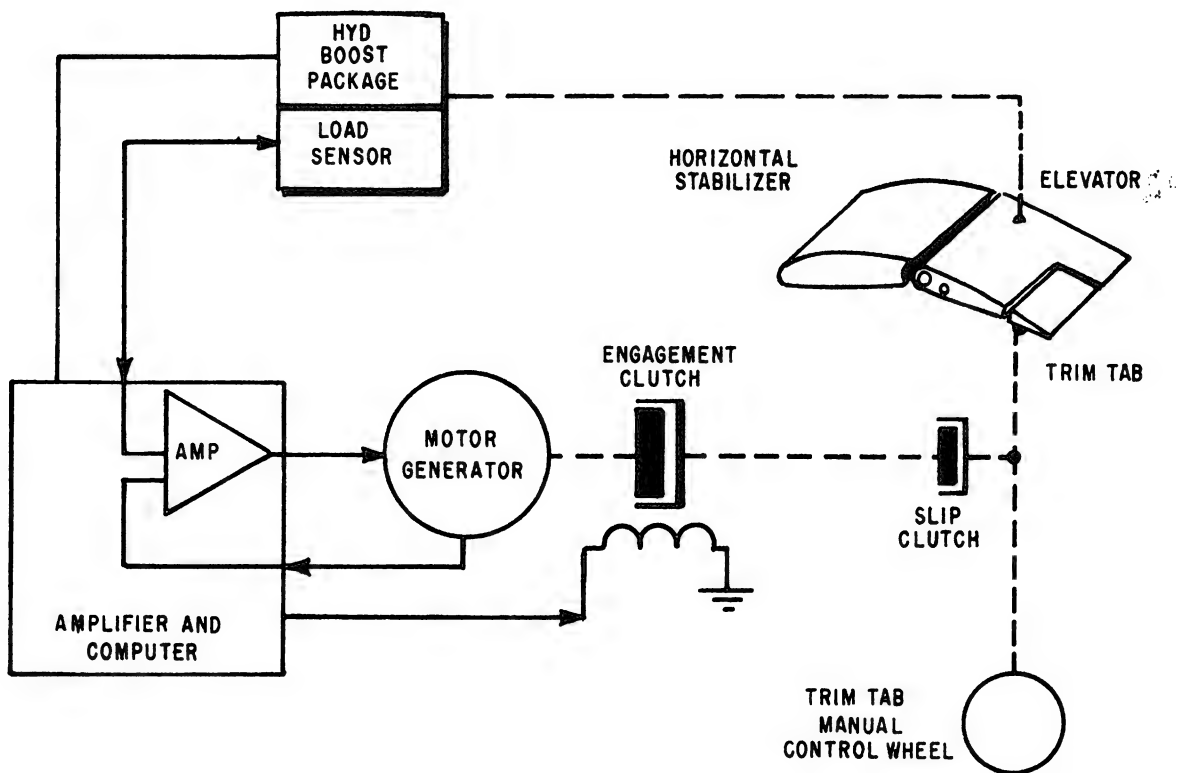 HYD
BOOST
PACKAGE
LOAD
SENSOR
HORIZONTAL
STABILIZER
ELEVATOR
ENGAGEMENT
CLUTCH
TRIM TAB
AMP
MOTOR
GENERATOR
SLIP
CLUTCH
AMPLIFIER AND
COMPUTER
TRIM TAB
MANUAL
CONTROL WHEEL